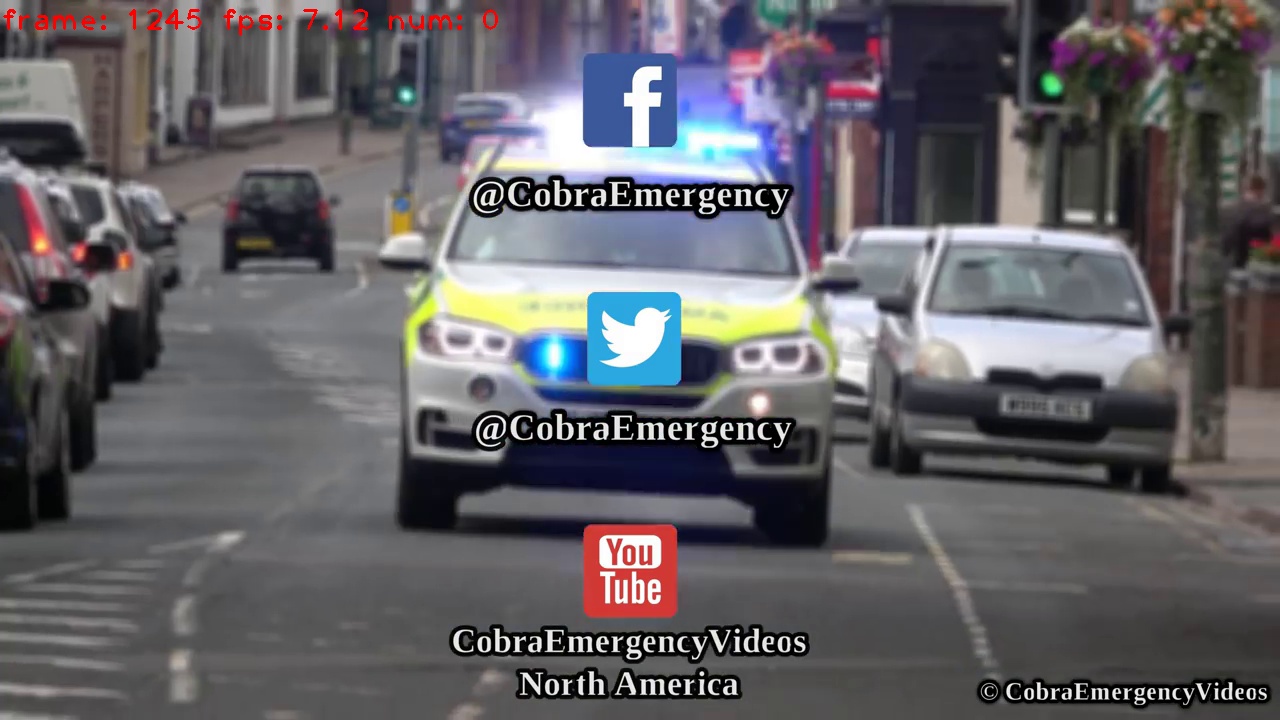 frame: 1245 fps: 7.12 num: 0
f
@CobraEmergency
@CobraEmergency
You
Tube
CobraEmergencyVideos
North America
© CobraEmergencyVideos